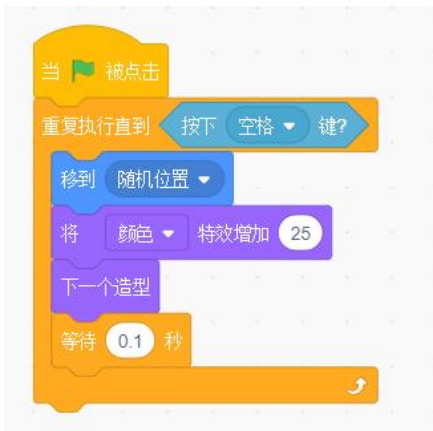 当 被点击
重复执行直到 按下 空格 键?
移到 随机位置
将 颜色 特效增加 25
下一个造型
等待 0.1 秒